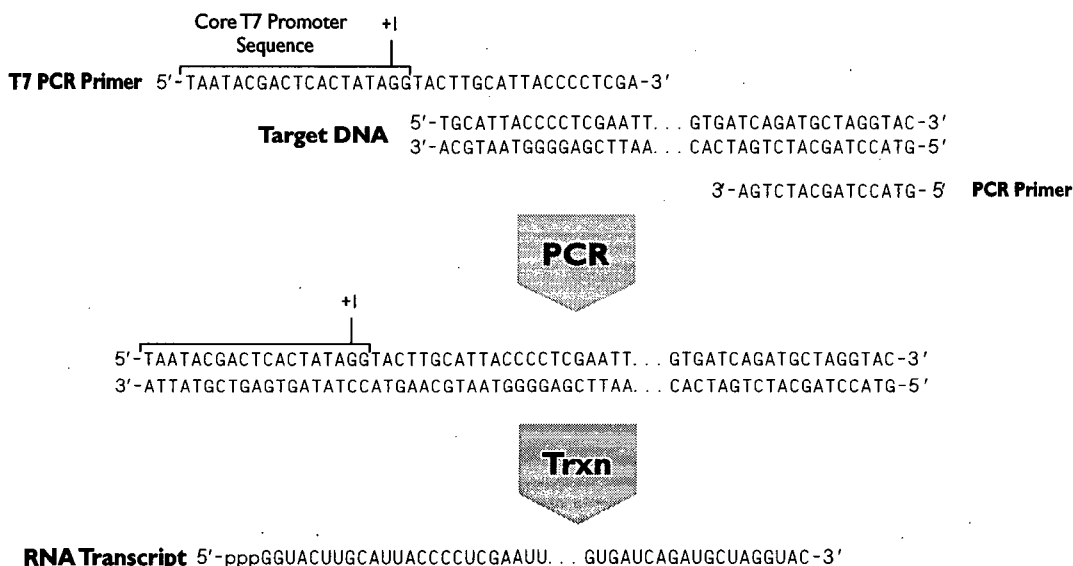 Core T7 Promoter
Sequence
+1
T7 PCR Primer 5'-TAATACGACTCACTATAGGTACTTGCATTACCCCTCGA-3'
Target DNA
5'-TGCATTACCCCTCGAATT...GTGATCAGATGCTAGGTAC-3'
3'-ACGTAATGGGGAGCTTAA...CACTAGTCTACGATCCATG-5'
3'-AGTCTACGATCCATG-5' PCR Primer
PCR
+1
5'-TAATACGACTCACTATAGGTACTTGCATTACCCCTCGAATT...GTGATCAGATGCTAGGTAC-3'
3'-ATTATGCTGAGTGATATCCATGAACGTAATGGGGAGCTTAA...CACTAGTCTACGATCCATG-5'
Trxn
RNA Transcript 5'-pppGGUACUUGCAUUACCCCUCGAAUU...GUGAUCAGAUGCUAGGUAC-3'